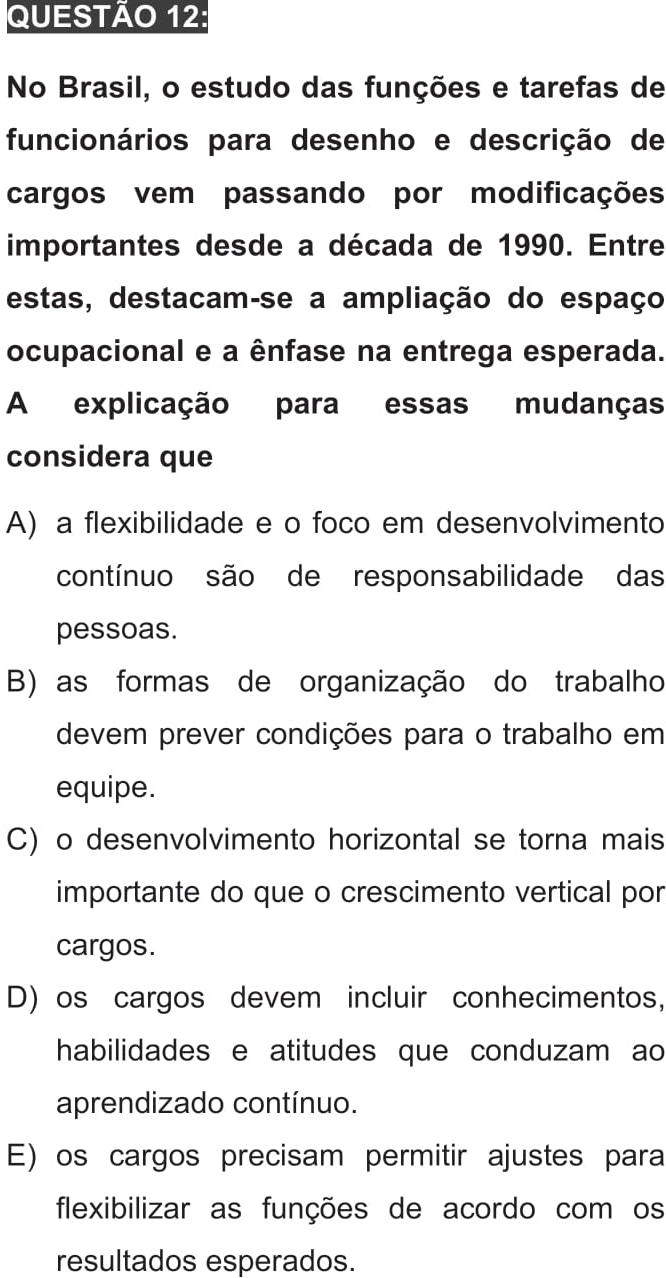 QUESTÃO 12:
No Brasil, o estudo das funções e tarefas de
funcionários para desenho e descrição de
cargos vem passando por modificações
importantes desde a década de 1990. Entre
estas, destacam-se a ampliação do espaço
ocupacional e a ênfase na entrega esperada.
A explicação para essas mudanças
considera que
A) a flexibilidade e o foco em desenvolvimento
contínuo são de responsabilidade das
pessoas.
B) as formas de organização do trabalho
devem prever condições para o trabalho em
equipe.
C) o desenvolvimento horizontal se torna mais
importante do que o crescimento vertical por
cargos.
D) os cargos devem incluir conhecimentos,
habilidades e atitudes que conduzam ao
aprendizado contínuo.
E) os cargos precisam permitir ajustes para
flexibilizar as funções de acordo com os
resultados esperados.